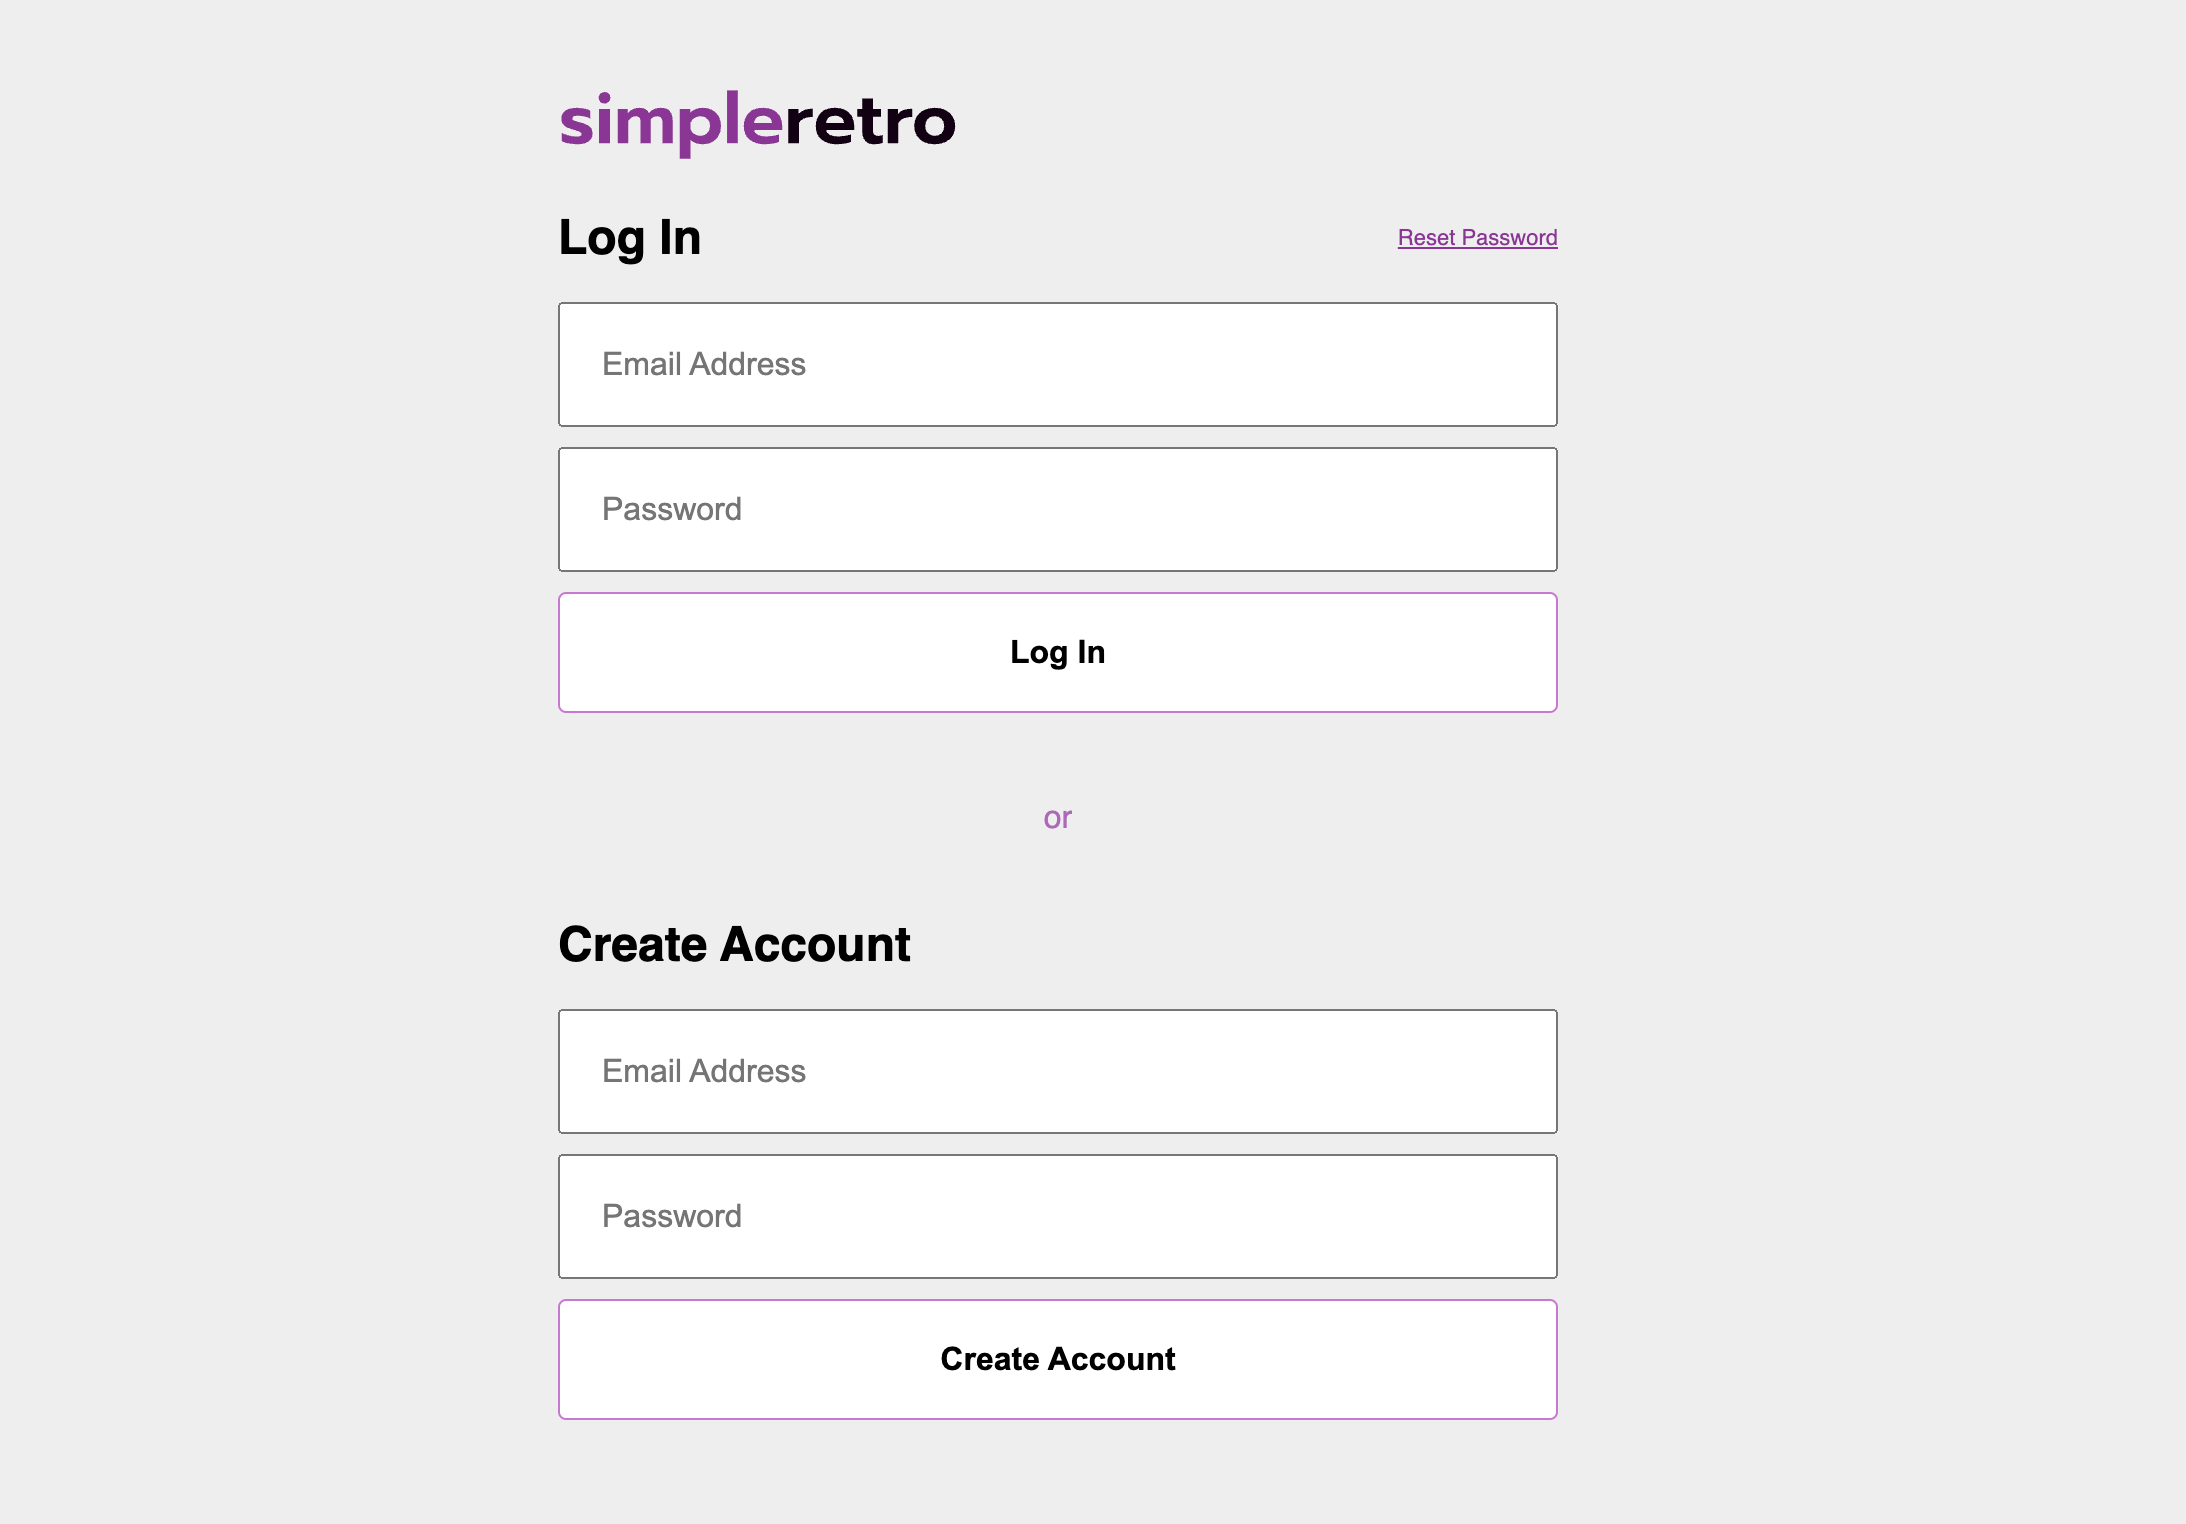 simpleretro
Log In
Reset Password
Email Address
Password
Log In
or
Create Account
Email Address
Password
Create Account